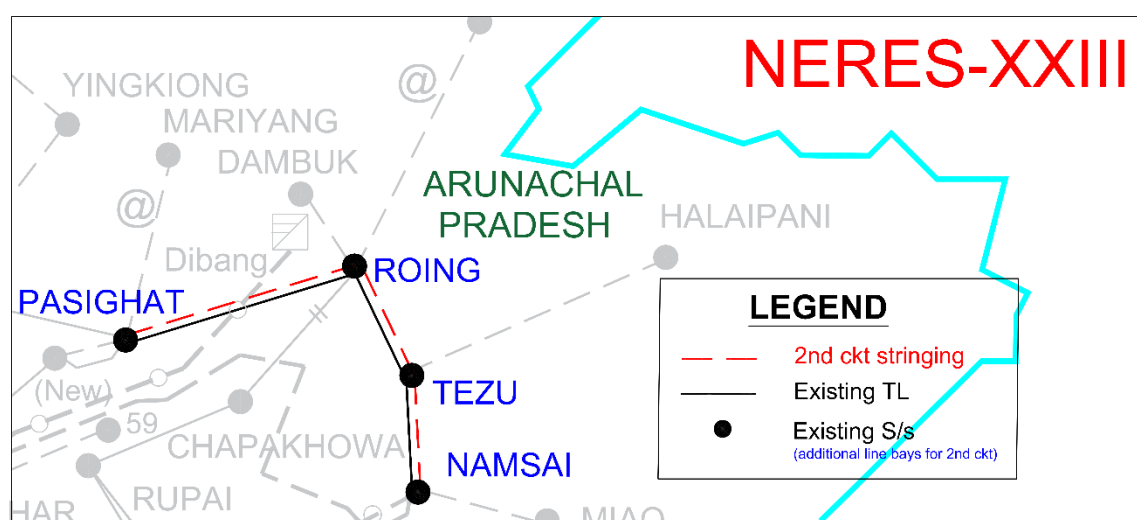 NERES-XXIII
@
YINGKIONG
MARIYANG
DAMBUK
ARUNACHAL
PRADESH
HALAIPANI
@
Dibang
ROING
PASIGHAT
LEGEND
2nd ckt stringing
Existing TL
Existing S/s
(additional line bays for 2nd ckt)
TEZU
(New)
59
CHAPAKHOWA
NAMSAI
RUPAI
HAR
MIAO